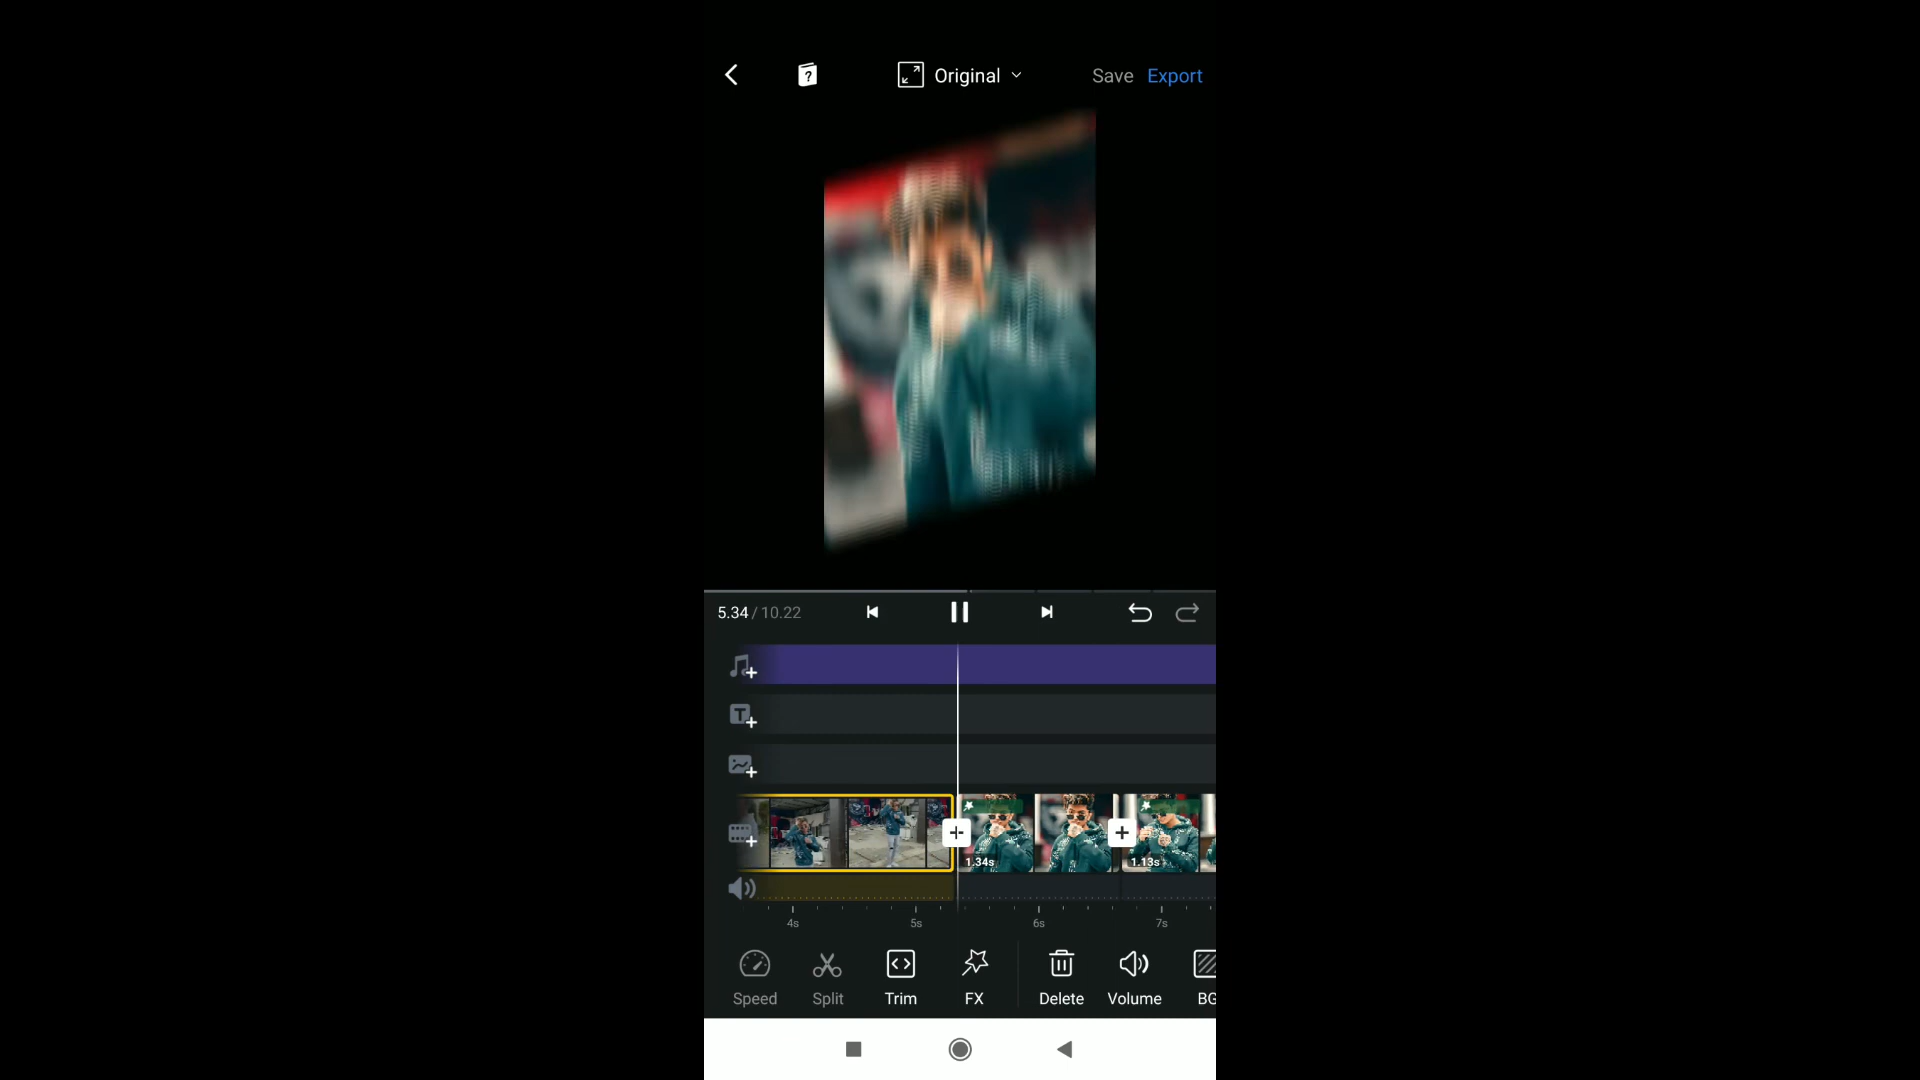 ?
Original
Save Export
5.34 / 10.22
T
1.34s
1.13s
4s 5s 6s 7s
Speed Split Trim FX Delete Volume BG